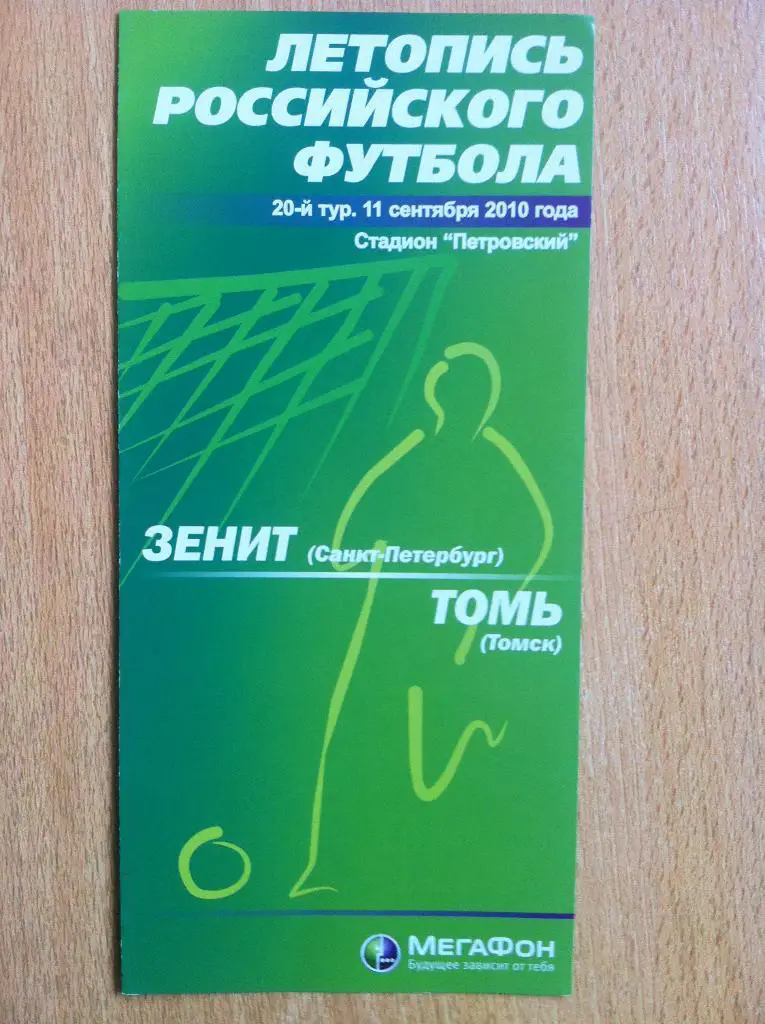 ЛЕТОПИСЬ
РОССИЙСКОГО
ФУТБОЛА
20-й тур. 11 сентября 2010 года
Стадион "Петровский"
ЗЕНИТ (Санкт-Петербург)
ТОМЬ
(Томск)
МЕГАФОН
Будущее зависит от тебя